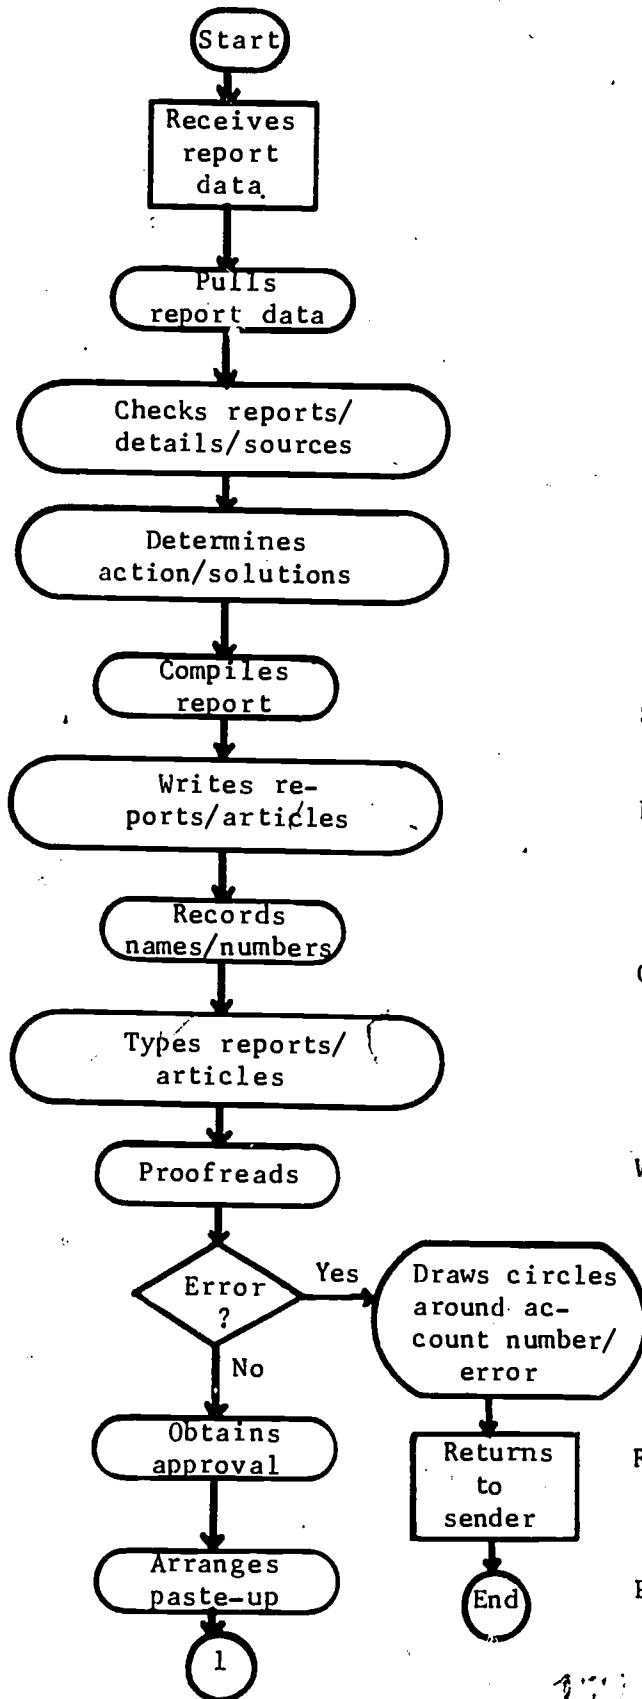 Start
Receives
report
data
Pulls
report data
Checks reports/
details/sources
Determines
action/solutions
Compiles
report
Writes re-
ports/articles
Records
names/numbers
Types reports/
articles
Proofreads
Error
?
Yes
No
Draws circles
around ac-
count number/
error
Obtains
approval
Returns
to
sender
Arranges
paste-up
End
1